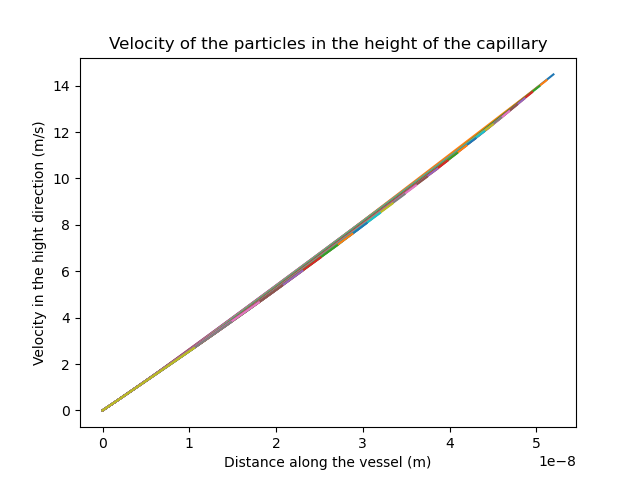 Velocity of the particles in the height of the capillary
Velocity in the hight direction (m/s)
14
12
10
8
6
4
2
0
0 1 2 3 4 5
1e−8
Distance along the vessel (m)